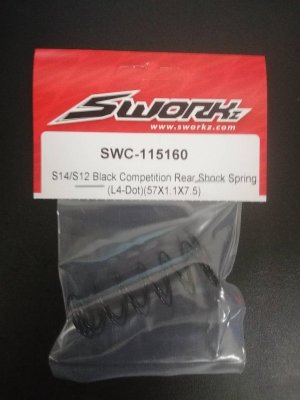 SWORKz
www.sworkz.com
SWC-115160
S14/S12 Black Competition Rear Shock Spring
(L4-Dot)(57X1.1X7.5)